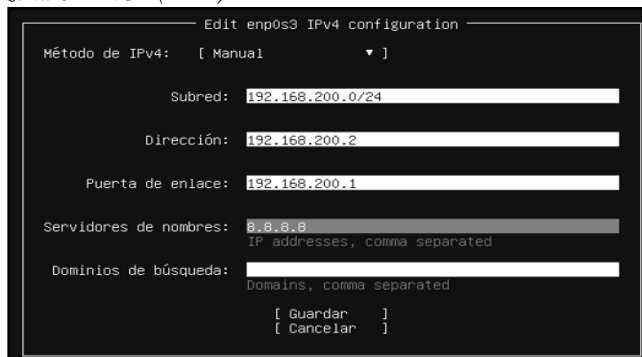 Edit enp0s3 IPv4 configuration
Método de IPv4: [ Manual ▾ ]
Subred: 192.168.200.0/24
Dirección: 192.168.200.2
Puerta de enlace: 192.168.200.1
Servidores de nombres: 8.8.8.8
IP addresses, comma separated
Dominios de búsqueda:
Domains, comma separated
[ Guardar ]
[ Cancelar ]